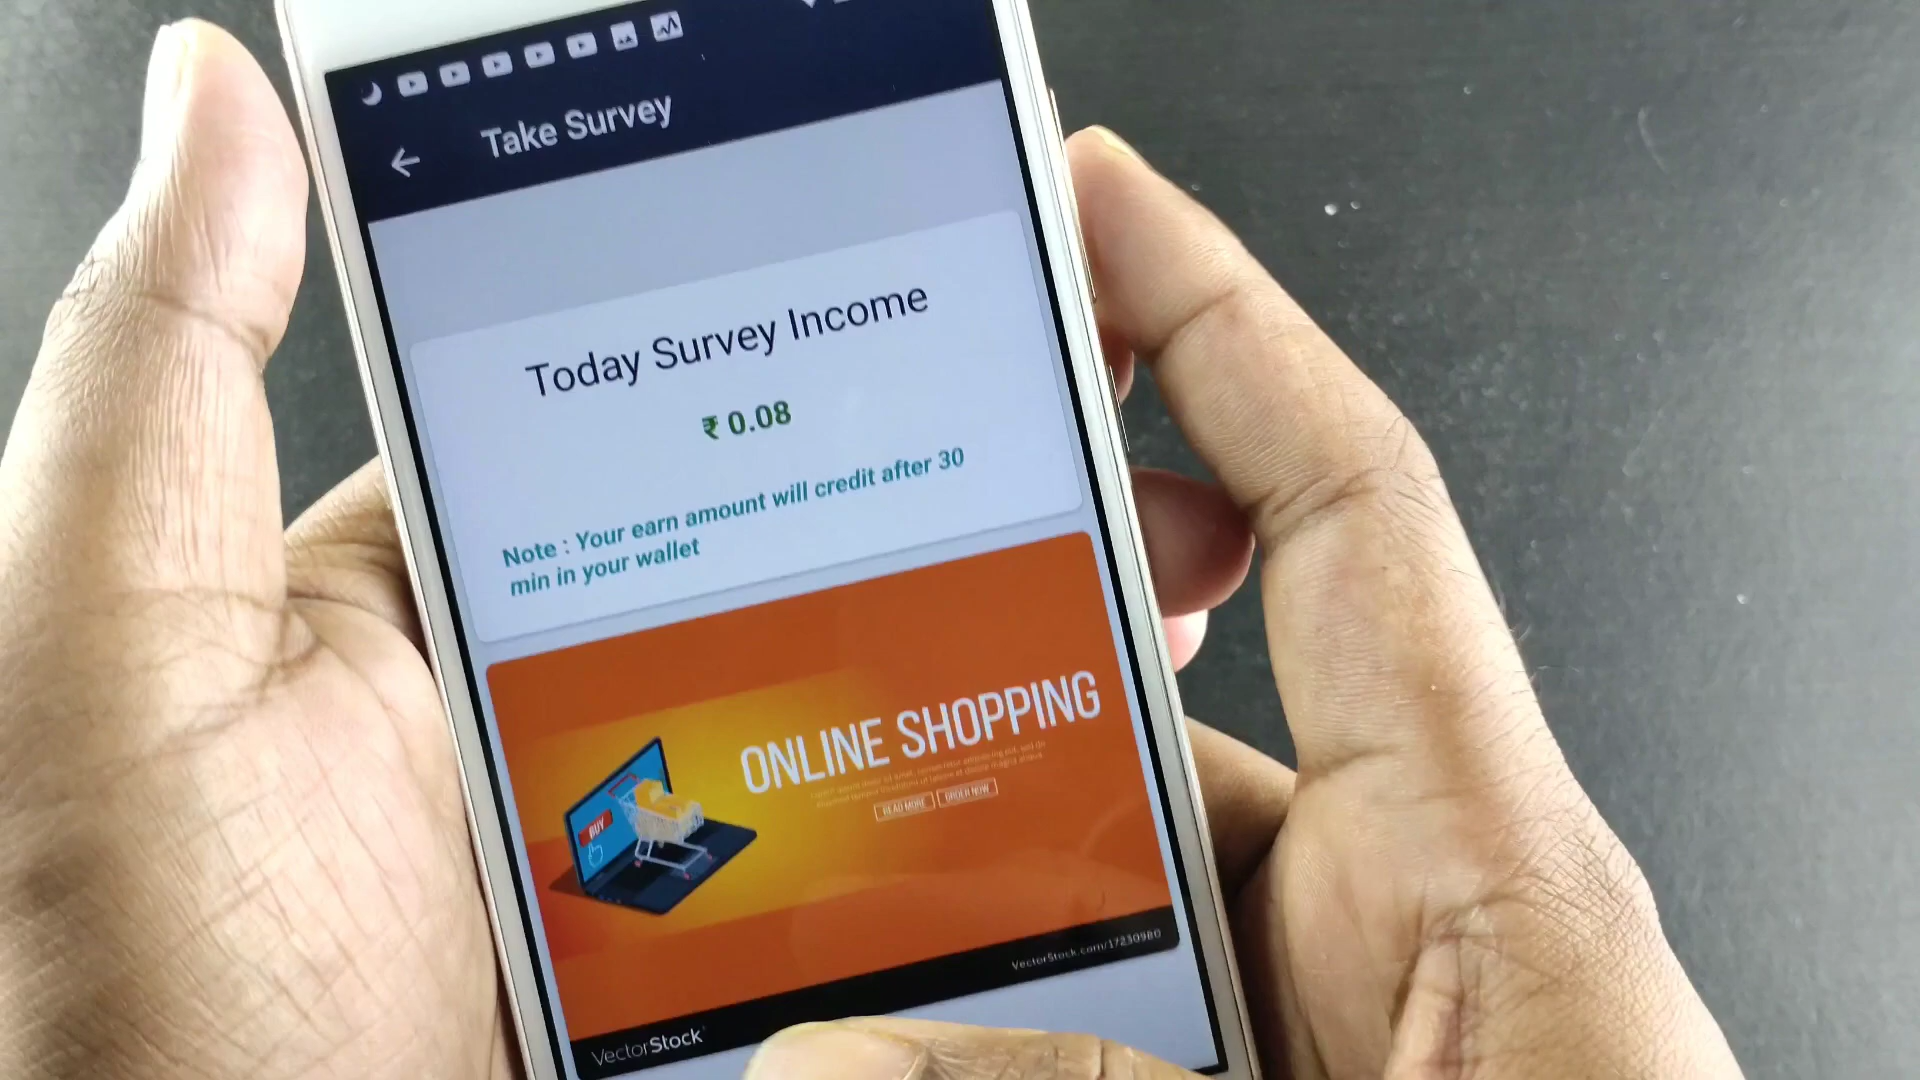 Take Survey
Today Survey Income
₹ 0.08
Note : Your earn amount will credit after 30
min in your wallet
ONLINE SHOPPING
READ MORE
ORDER NOW
BUY
VectorStock.com/17230980
VectorStock